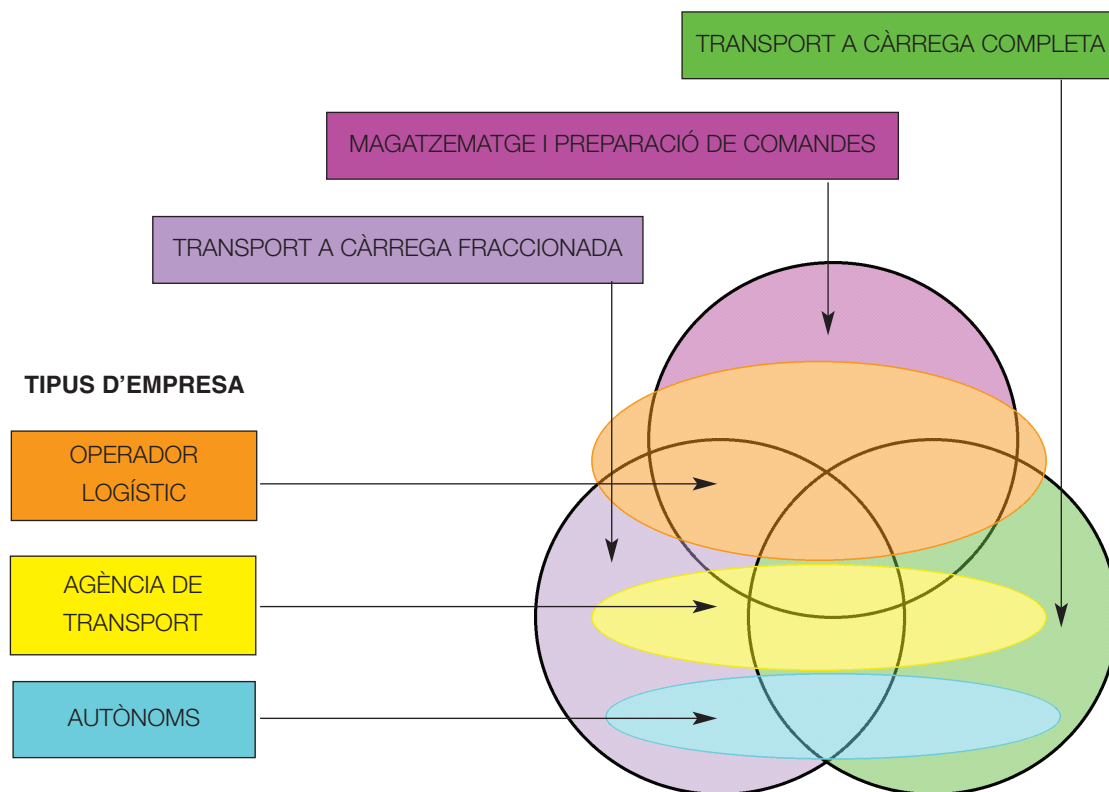 TRANSPORT A CÀRREGA COMPLETA
MAGATZEMATGE I PREPARACIÓ DE COMANDES
TRANSPORT A CÀRREGA FRACCIONADA
TIPUS D'EMPRESA
OPERADOR
LOGÍSTIC
AGÈNCIA DE
TRANSPORT
AUTÒNOMS